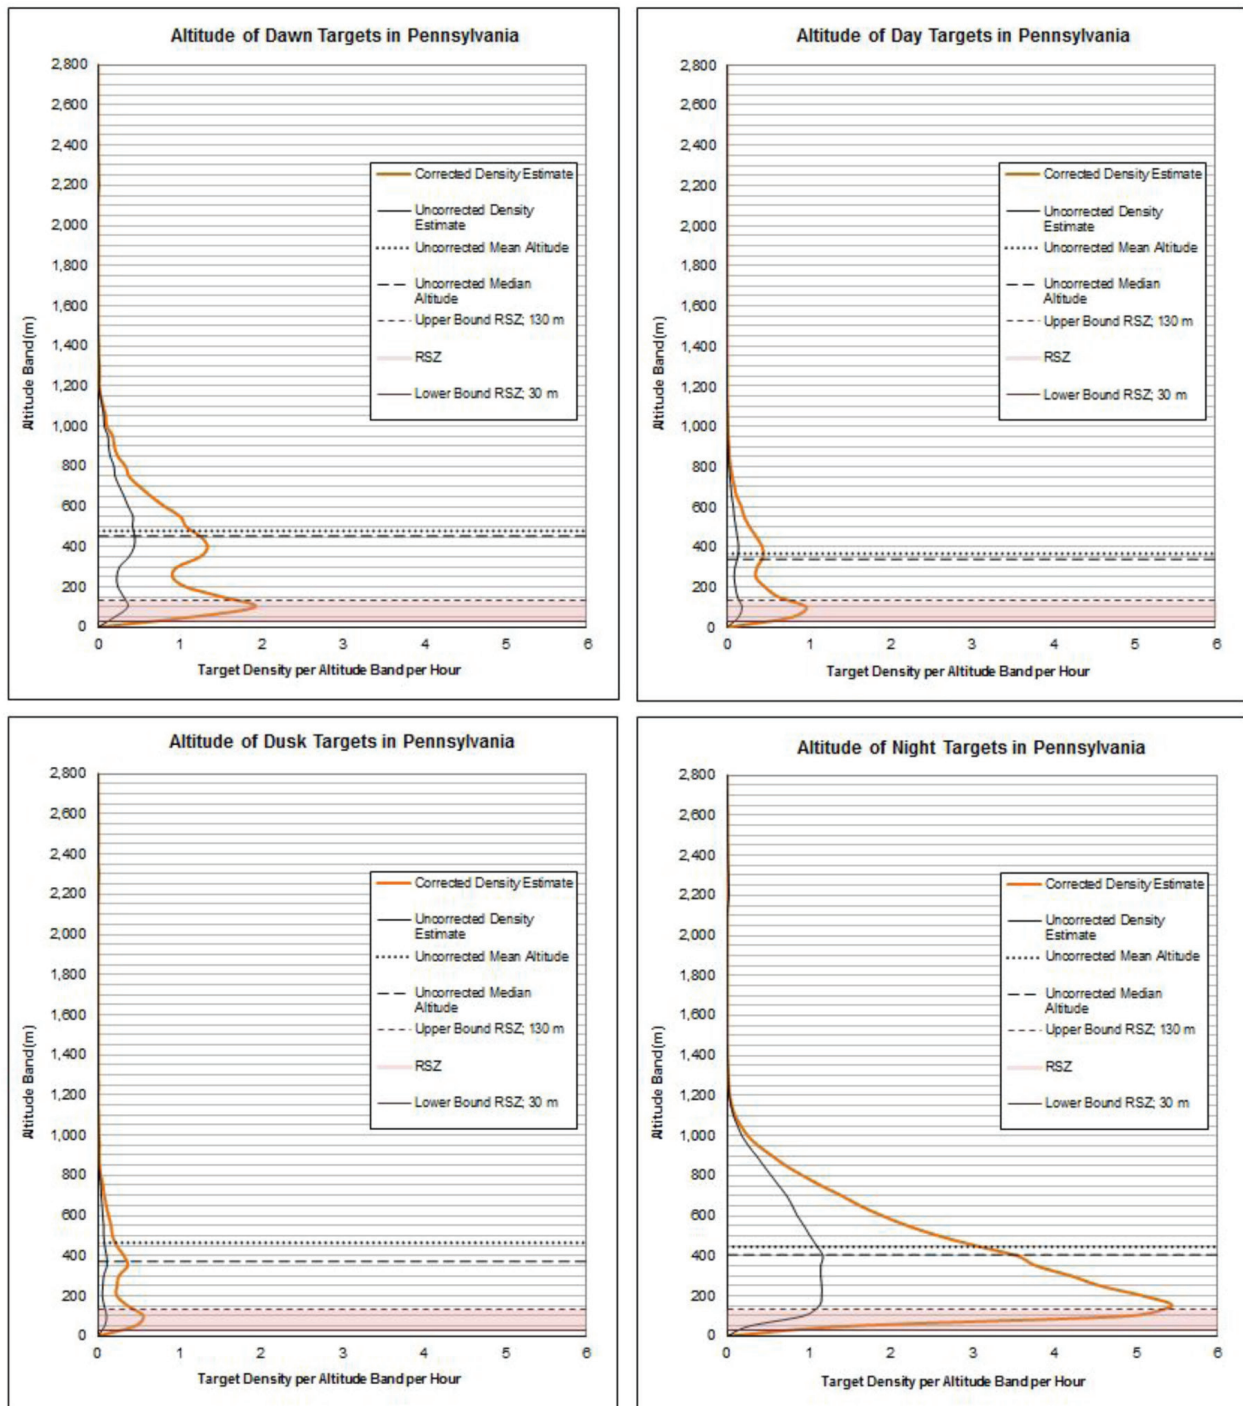 Altitude of Dawn Targets in Pennsylvania
2,800
2,600
2,400
2,200
2,000
1,800
1,600
1,400
1,200
1,000
800
600
400
200
0
Altitude Band(m)
Corrected Density Estimate
Uncorrected Density
Estimate
Uncorrected Mean Altitude
Uncorrected Median
Altitude
Upper Bound RSZ; 130 m
RSZ
Lower Bound RSZ; 30 m
0 1 2 3 4 5 6
Target Density per Altitude Band per Hour
Altitude of Day Targets in Pennsylvania
2,800
2,600
2,400
2,200
2,000
1,800
1,600
1,400
1,200
1,000
800
600
400
200
0
Altitude Band(m)
Corrected Density Estimate
Uncorrected Density
Estimate
Uncorrected Mean Altitude
Uncorrected Median
Altitude
Upper Bound RSZ; 130 m
RSZ
Lower Bound RSZ; 30 m
0 1 2 3 4 5 6
Target Density per Altitude Band per Hour
Altitude of Dusk Targets in Pennsylvania
2,800
2,600
2,400
2,200
2,000
1,800
1,600
1,400
1,200
1,000
800
600
400
200
0
Altitude Band(m)
Corrected Density Estimate
Uncorrected Density
Estimate
Uncorrected Mean Altitude
Uncorrected Median
Altitude
Upper Bound RSZ; 130 m
RSZ
Lower Bound RSZ; 30 m
0 1 2 3 4 5 6
Target Density per Altitude Band per Hour
Altitude of Night Targets in Pennsylvania
2,800
2,600
2,400
2,200
2,000
1,800
1,600
1,400
1,200
1,000
800
600
400
200
0
Altitude Band(m)
Corrected Density Estimate
Uncorrected Density
Estimate
Uncorrected Mean Altitude
Uncorrected Median
Altitude
Upper Bound RSZ; 130 m
RSZ
Lower Bound RSZ; 30 m
0 1 2 3 4 5 6
Target Density per Altitude Band per Hour